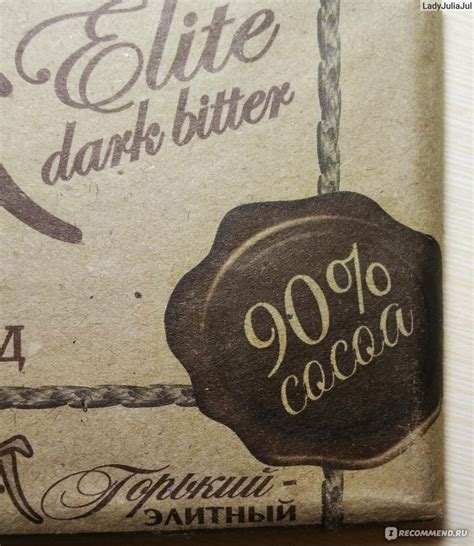 LadyJuliaJul
Elite
dark bitter
90%
cocoa
Д
Горький -
ЭЛИТНЫЙ
RECOMMEND.RU